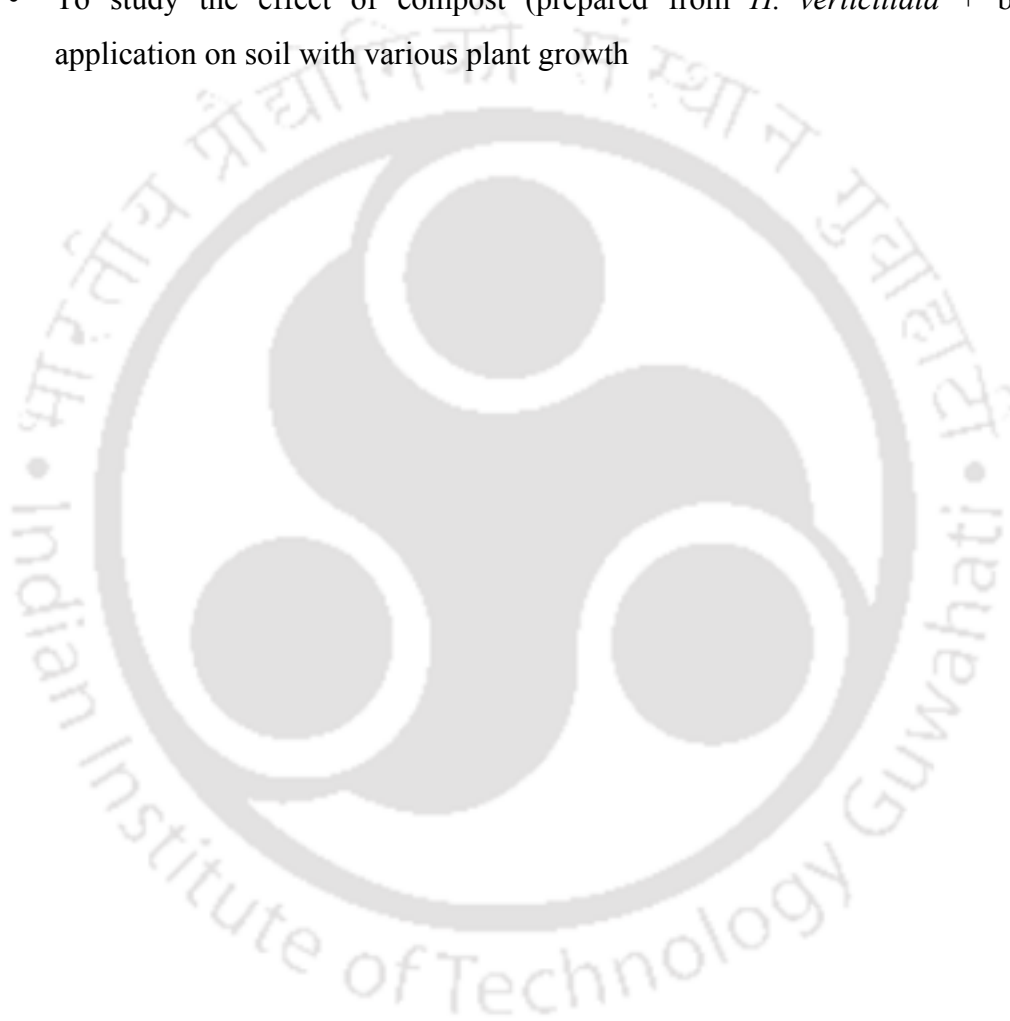 • To study the effect of compost (prepared from H. verticillata +
application on soil with various plant growth
भारतीय प्रौद्योगिकी संस्थान गुवाहाटी
• Indian Institute of Technology Guwahati •